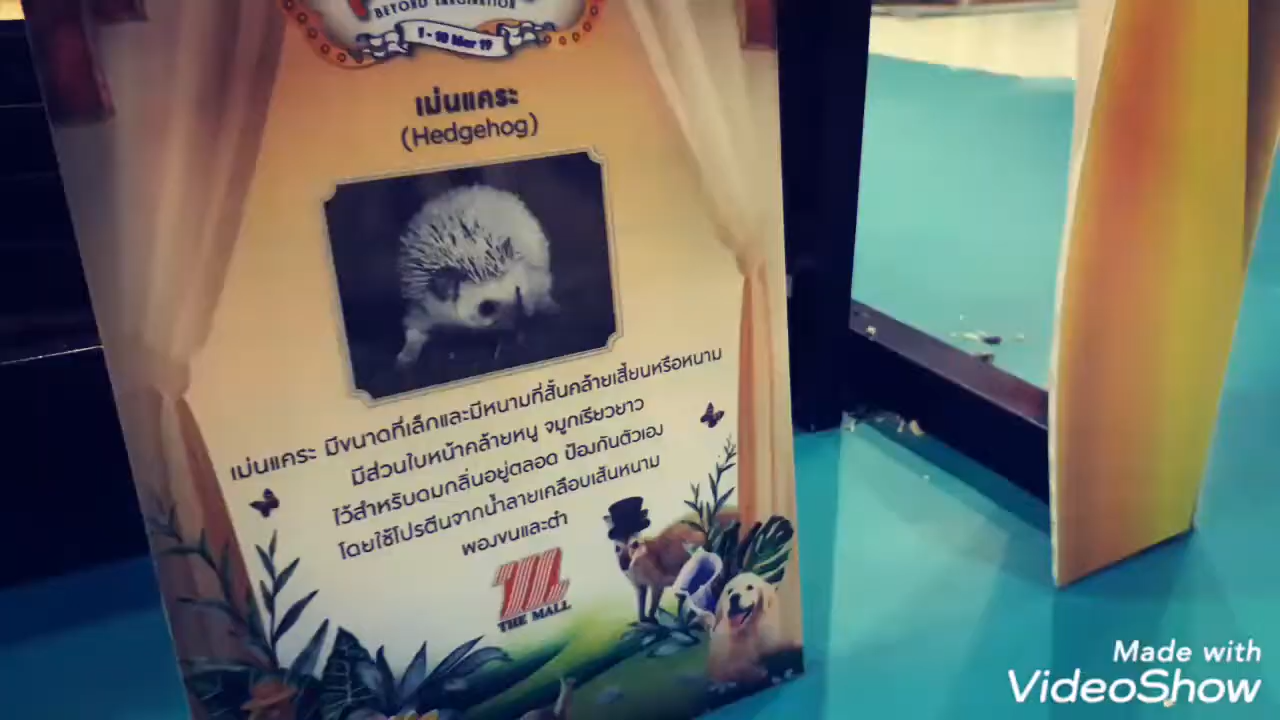 BEYOND IMAGINATION
1 - 10 Mar 19
เม่นแคระ
(Hedgehog)
เม่นแคระ มีขนาดที่เล็กและมีหนามที่สั้นคล้ายเสี้ยนหรือหนาม
มีส่วนใบหน้าคล้ายหนู จมูกเรียวยาว
ไว้สำหรับดมกลิ่นอยู่ตลอด ป้องกันตัวเอง
โดยใช้โปรตีนจากน้ำลายเคลือบเส้นหนาม
พองขนและดำ
THE MALL
Made with
VideoShow